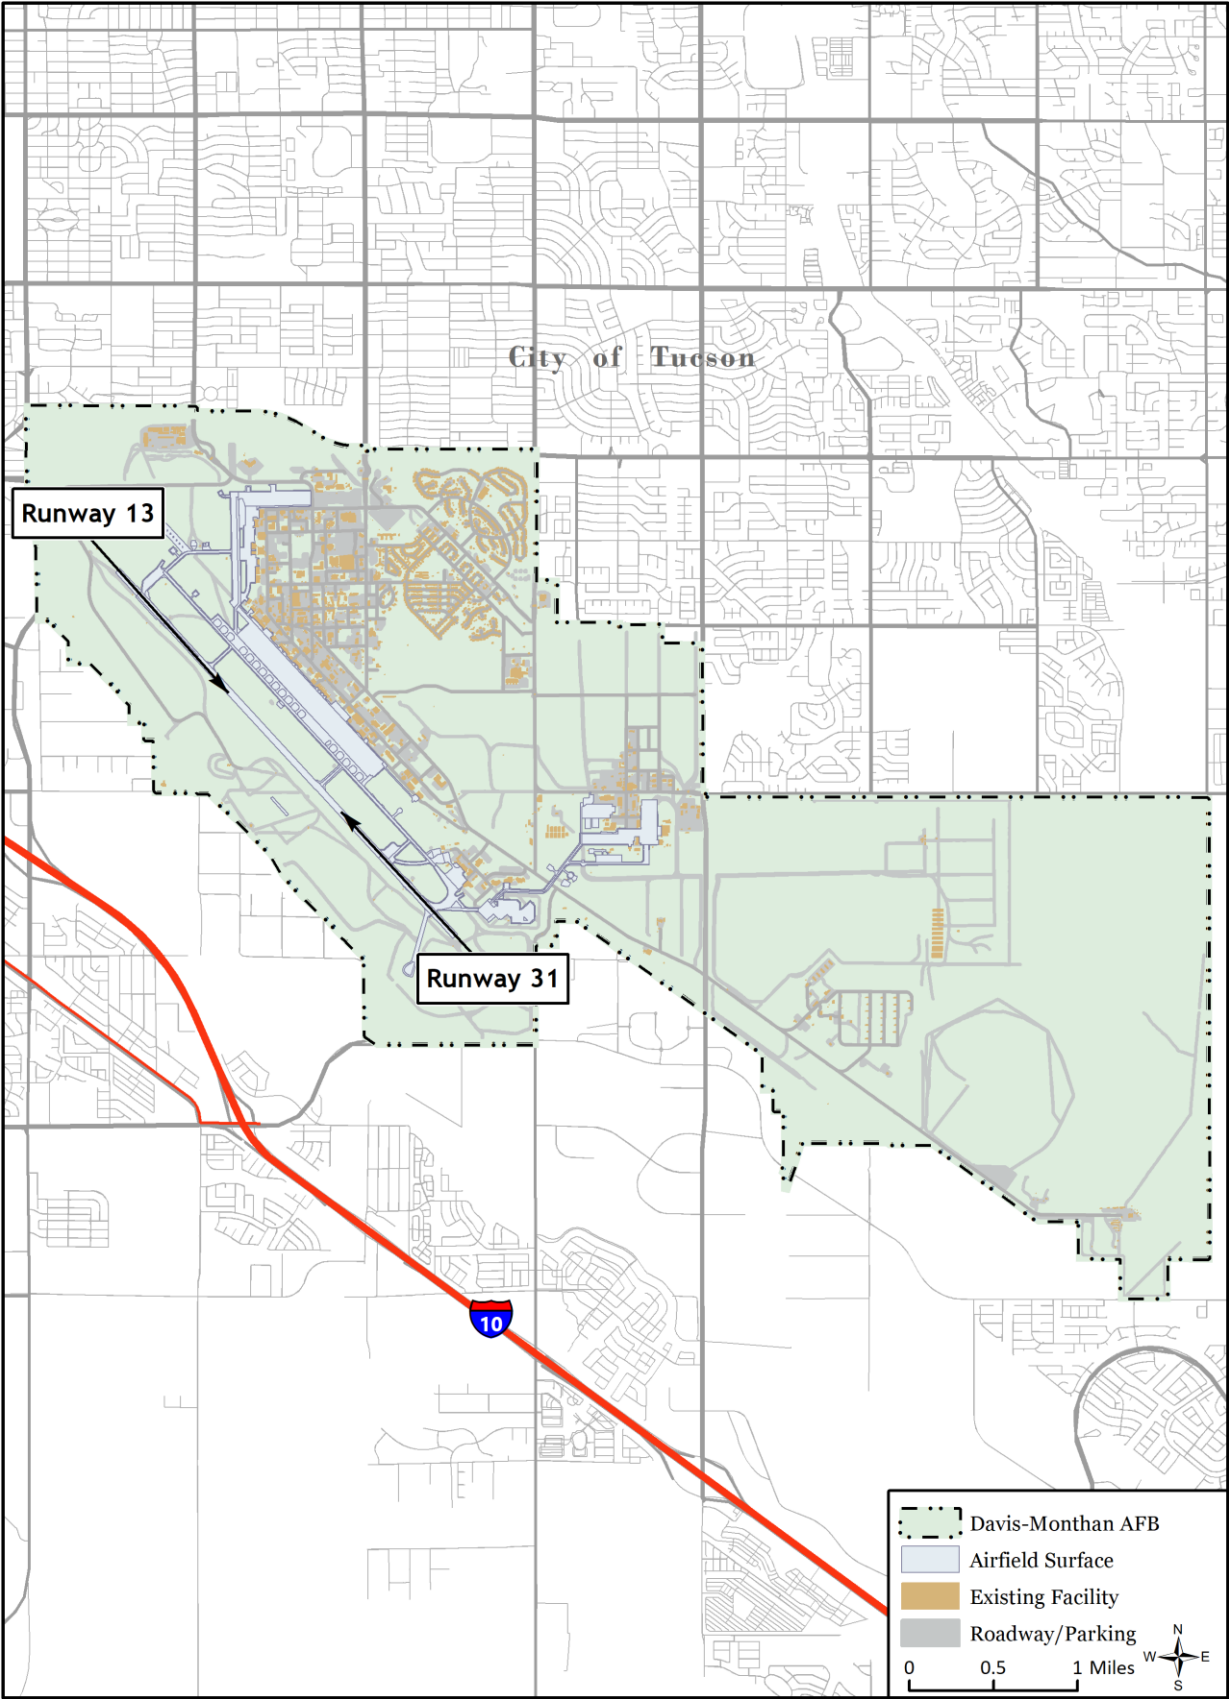 City of Tucson
Runway 13
Runway 31
10
Davis-Monthan AFB
Airfield Surface
Existing Facility
Roadway/Parking
N
W E
S
0 0.5 1 Miles